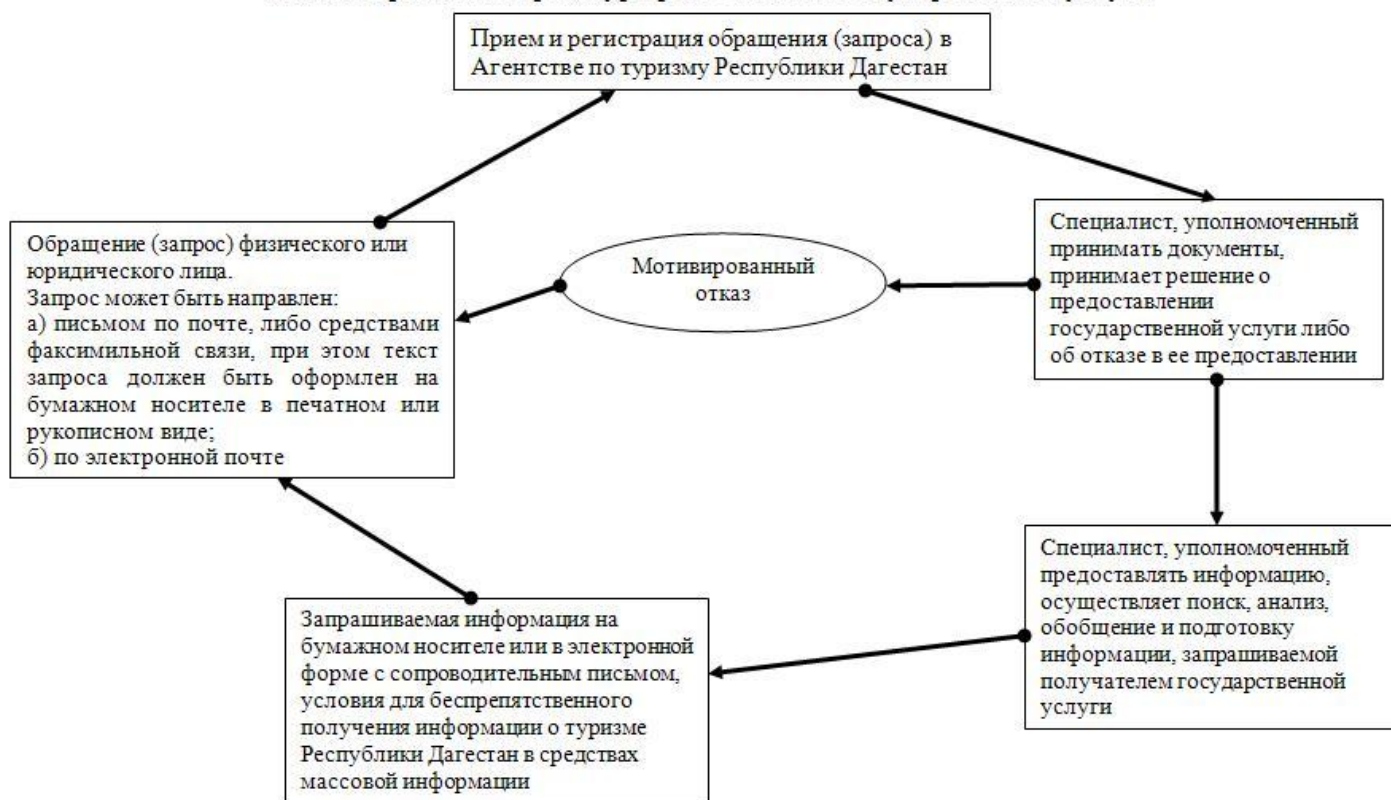 Прием и регистрация обращения (запроса) в
Агентстве по туризму Республики Дагестан
Обращение (запрос) физического или
юридического лица.
Запрос может быть направлен:
а) письмом по почте, либо средствами
факсимильной связи, при этом текст
запроса должен быть оформлен на
бумажном носителе в печатном или
рукописном виде;
б) по электронной почте
Мотивированный
отказ
Специалист, уполномоченный
принимать документы,
принимает решение о
предоставлении
государственной услуги либо
об отказе в ее предоставлении
Специалист, уполномоченный
предоставлять информацию,
осуществляет поиск, анализ,
обобщение и подготовку
информации, запрашиваемой
получателем государственной
услуги
Запрашиваемая информация на
бумажном носителе или в электронной
форме с сопроводительным письмом,
условия для беспрепятственного
получения информации о туризме
Республики Дагестан в средствах
массовой информации